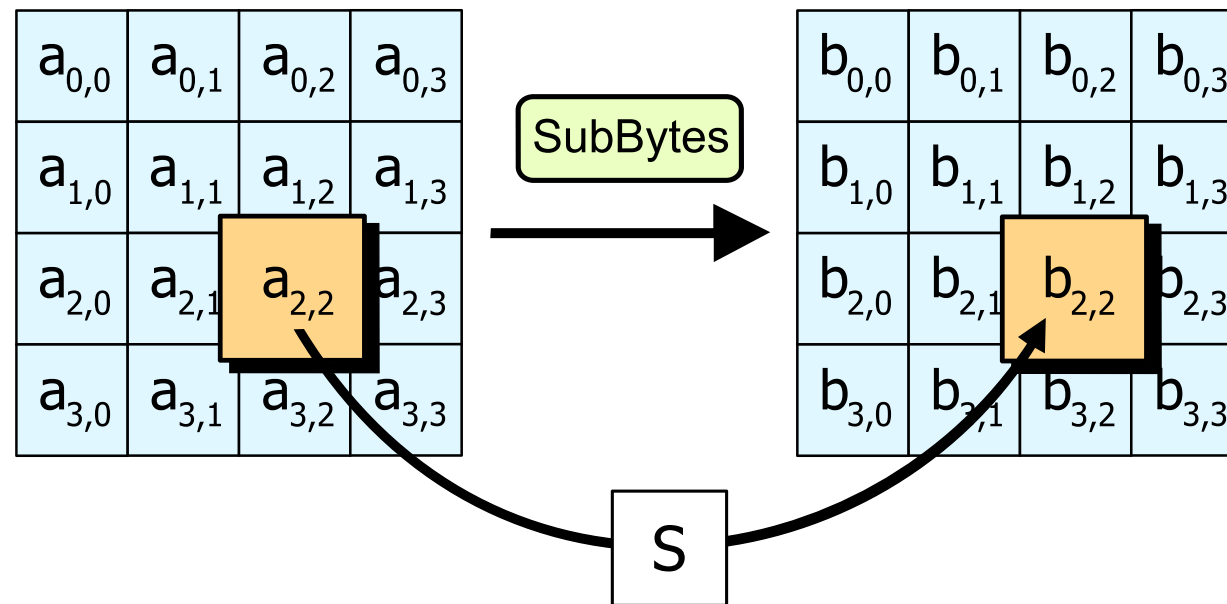 a0,0 a0,1 a0,2 a0,3
b0,0 b0,1 b0,2 b0,3
SubBytes
a1,0 a1,1 a1,2 a1,3
b1,0 b1,1 b1,2 b1,3
a2,0 a2,1 a2,2 a2,3
b2,0 b2,1 b2,2 b2,3
a3,0 a3,1 a3,2 a3,3
b3,0 b3,1 b3,2 b3,3
S